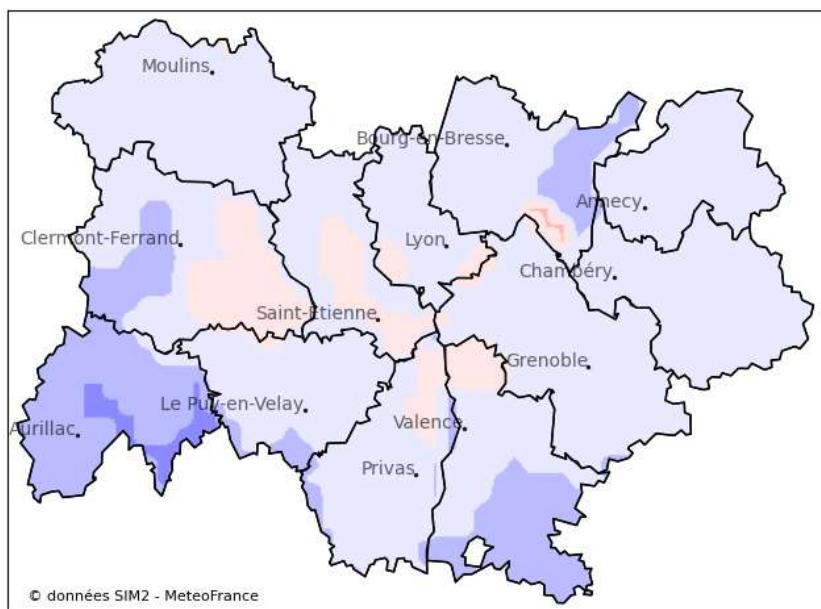 Moulins
Bourg-en-Bresse
Annecy
Clermont-Ferrand
Lyon
Chambéry
Saint-Etienne
Grenoble
Le Puy-en-Velay
Valence
Aurillac
Privas
© données SIM2 - MeteoFrance